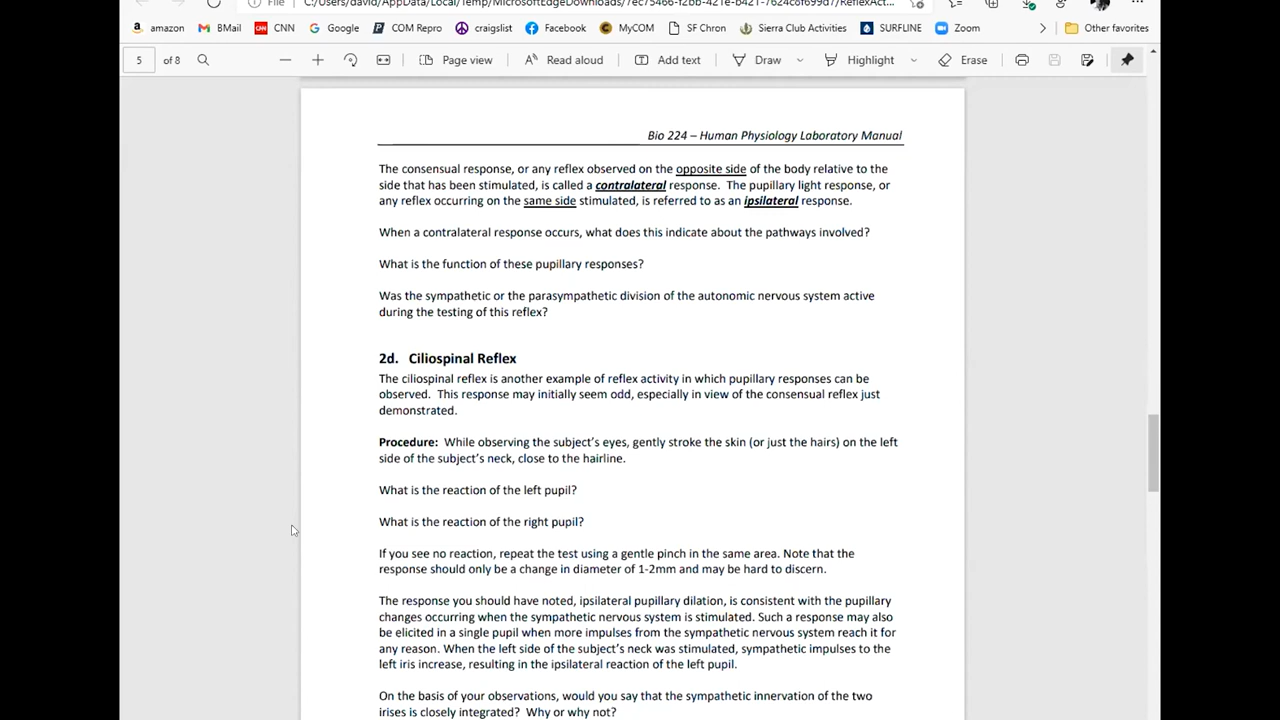 File
C:/Users/david/AppData/Local/Temp/MicrosoftEdgeDownloads/7ec75466-f2bb-421e-b421-7624c6f699d7/ReflexAct...
amazon
CNN
Google
COM Repro
craigslist
Facebook
MyCOM
SF Chron
Sierra Club Activities
SURFLINE
Zoom
Other favorites
BMail
5 of 8
Page view
Read aloud
Add text
Draw
Highlight
Erase
Bio 224 – Human Physiology Laboratory Manual
The consensual response, or any reflex observed on the opposite side of the body relative to the
side that has been stimulated, is called a contralateral response. The pupillary light response, or
any reflex occurring on the same side stimulated, is referred to as an ipsilateral response.
When a contralateral response occurs, what does this indicate about the pathways involved?
What is the function of these pupillary responses?
Was the sympathetic or the parasympathetic division of the autonomic nervous system active
during the testing of this reflex?
2d. Ciliospinal Reflex
The ciliospinal reflex is another example of reflex activity in which pupillary responses can be
observed. This response may initially seem odd, especially in view of the consensual reflex just
demonstrated.
Procedure: While observing the subject's eyes, gently stroke the skin (or just the hairs) on the left
side of the subject's neck, close to the hairline.
What is the reaction of the left pupil?
What is the reaction of the right pupil?
If you see no reaction, repeat the test using a gentle pinch in the same area. Note that the
response should only be a change in diameter of 1-2mm and may be hard to discern.
The response you should have noted, ipsilateral pupillary dilation, is consistent with the pupillary
changes occurring when the sympathetic nervous system is stimulated. Such a response may also
be elicited in a single pupil when more impulses from the sympathetic nervous system reach it for
any reason. When the left side of the subject's neck was stimulated, sympathetic impulses to the
left iris increase, resulting in the ipsilateral reaction of the left pupil.
On the basis of your observations, would you say that the sympathetic innervation of the two
irises is closely integrated? Why or why not?